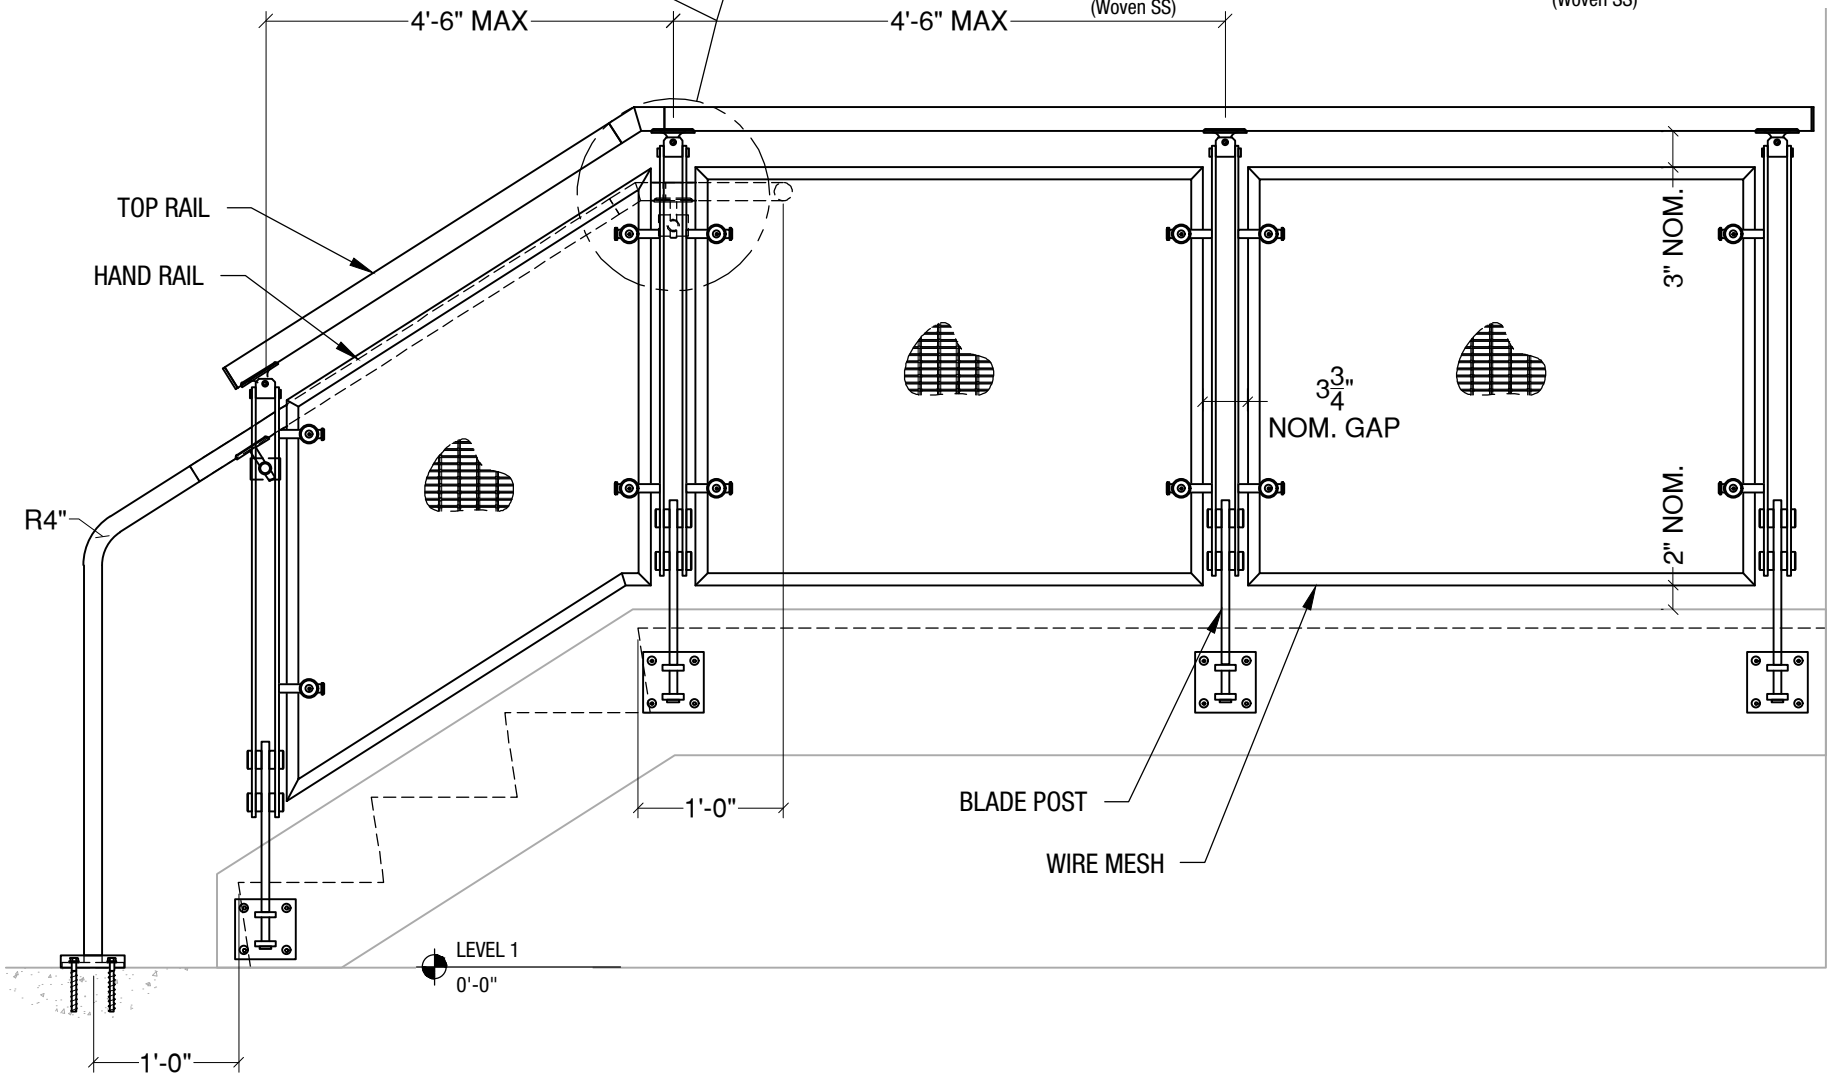 (Woven SS)
(Woven SS)
4'-6" MAX
4'-6" MAX
TOP RAIL
HAND RAIL
3" NOM.
3 3/4"
NOM. GAP
R4"
2" NOM.
1'-0"
BLADE POST
WIRE MESH
LEVEL 1
0'-0"
1'-0"